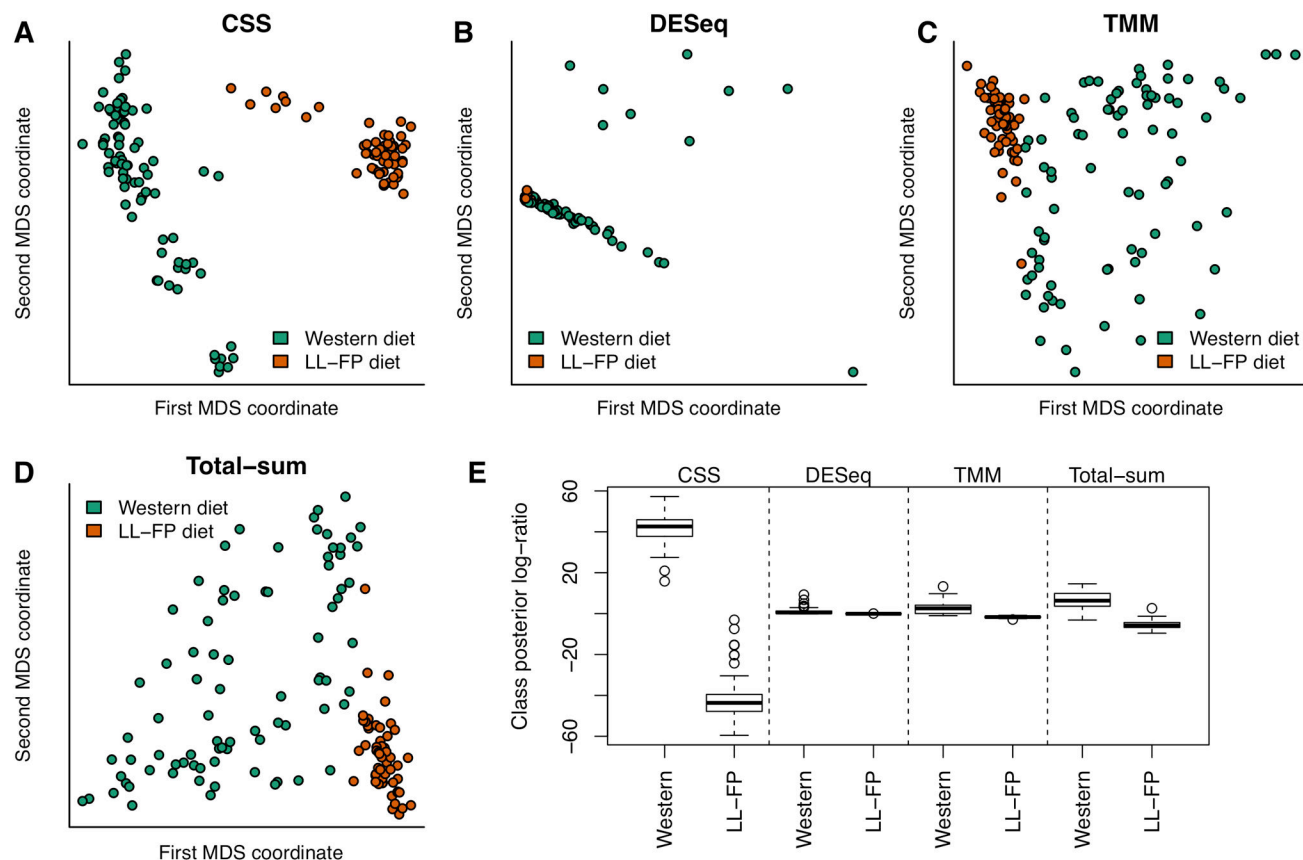 A
CSS
Second MDS coordinate
Western diet
LL−FP diet
First MDS coordinate
B
DESeq
Second MDS coordinate
Western diet
LL−FP diet
First MDS coordinate
C
TMM
Second MDS coordinate
Western diet
LL−FP diet
First MDS coordinate
D
Total−sum
Second MDS coordinate
Western diet
LL−FP diet
First MDS coordinate
E
CSS DESeq TMM Total−sum
Class posterior log−ratio
60
20
−20
−60
Western LL−FP Western LL−FP Western LL−FP Western LL−FP